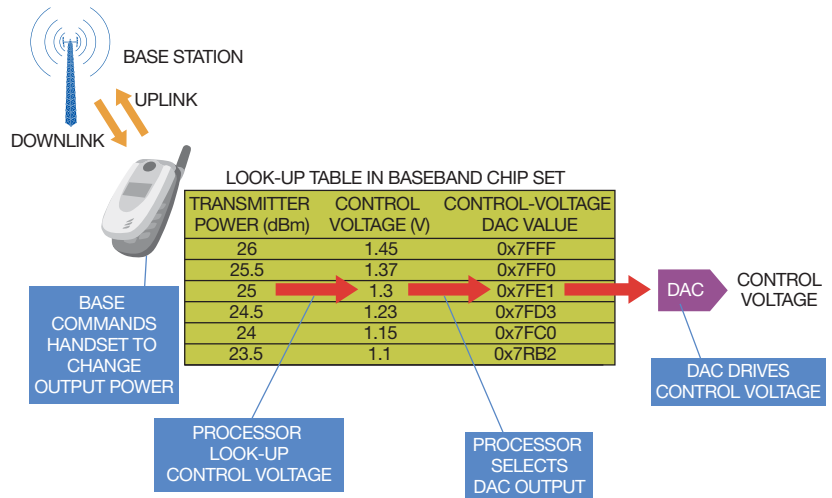 BASE STATION
UPLINK
DOWNLINK
LOOK-UP TABLE IN BASEBAND CHIP SET
TRANSMITTER POWER (dBm) CONTROL VOLTAGE (V) CONTROL-VOLTAGE DAC VALUE
26 1.45 0x7FFF
25.5 1.37 0x7FF0
25 1.3 0x7FE1
24.5 1.23 0x7FD3
24 1.15 0x7FC0
23.5 1.1 0x7RB2
DAC
CONTROL
VOLTAGE
BASE
COMMANDS
HANDSET TO
CHANGE
OUTPUT POWER
DAC DRIVES
CONTROL VOLTAGE
PROCESSOR
LOOK-UP
CONTROL VOLTAGE
PROCESSOR
SELECTS
DAC OUTPUT